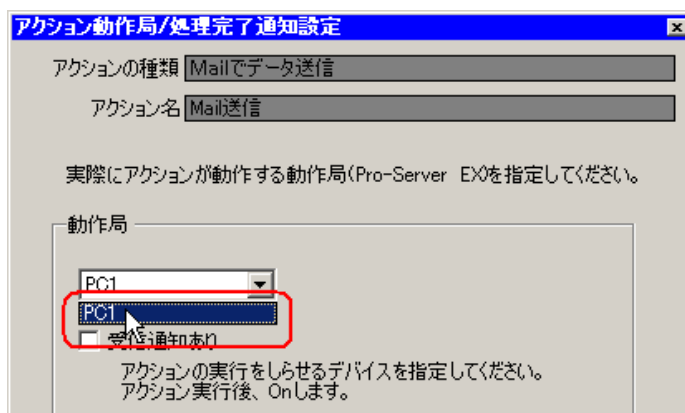 アクション動作局/処理完了通知設定
アクションの種類 Mailでデータ送信
アクション名 Mail送信
実際にアクションが動作する動作局(Pro-Server EX)を指定してください。
動作局
PC1
PC1
受信通知あり
アクションの実行をしらせるデバイスを指定してください。
アクション実行後、Onします。